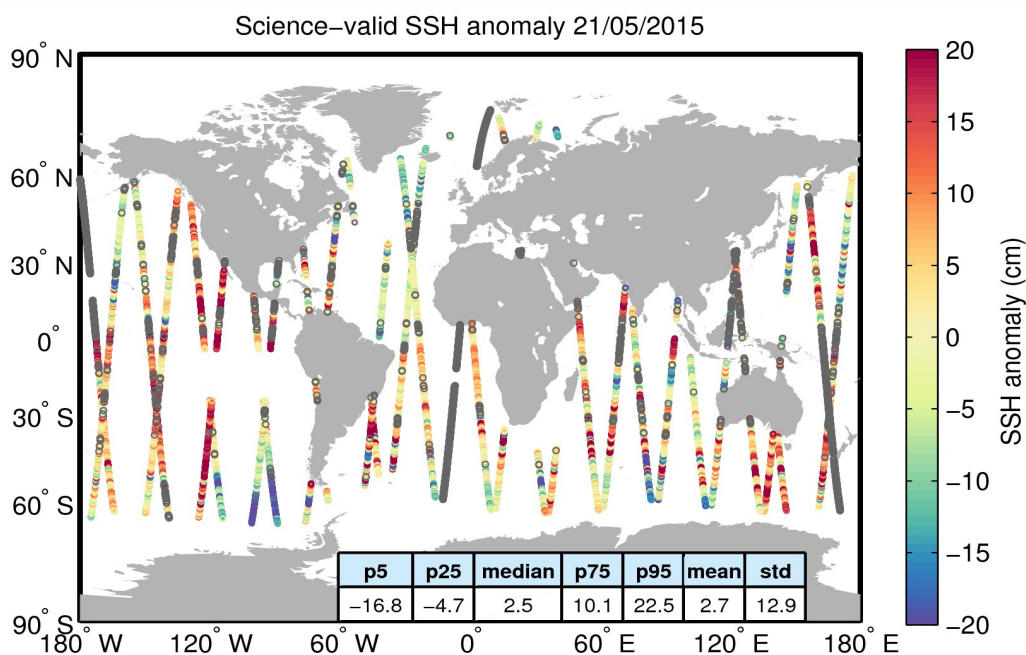 Science−valid SSH anomaly 21/05/2015
90° N
60° N
30° N
0°
30° S
60° S
90° S
180° W
120° W
60° W
0°
60° E
120° E
180° E
p5 p25 median p75 p95 mean std
−16.8 −4.7 2.5 10.1 22.5 2.7 12.9
20
15
10
5
0
−5
−10
−15
−20
SSH anomaly (cm)